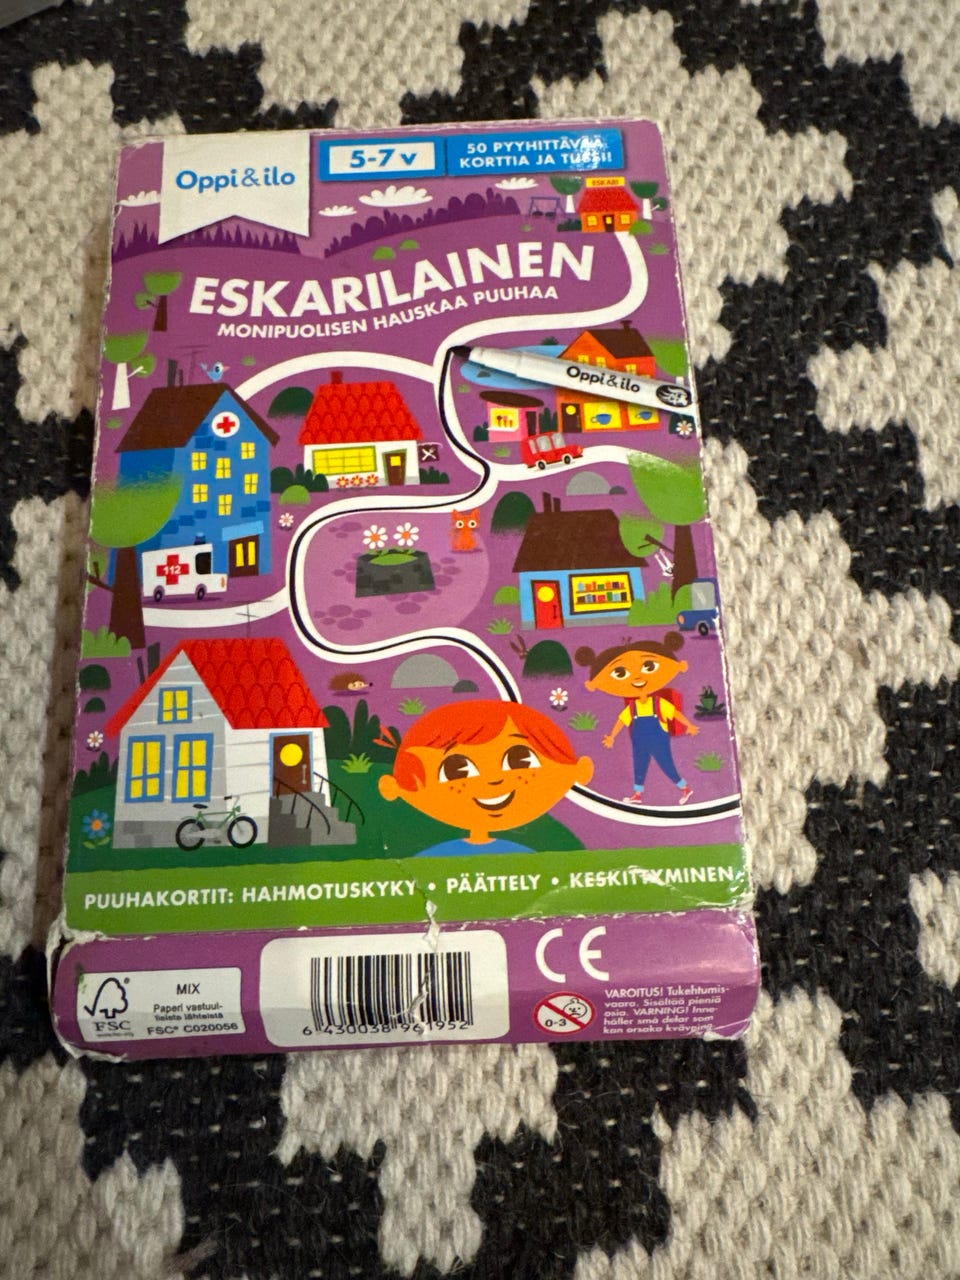 Oppi&ilo
5-7 v
50 PYYHITTÄVÄÄ
KORTTIA JA TUSSI!
ESKARI
ESKARILAINEN
MONIPUOLISEN HAUSKAA PUUHAA
Oppi&ilo
112
PUUHAKORTIT: HAHMOTUSKYKY • PÄÄTTELY • KESKITTYMINEN
FSC
MIX
Paperi vastuul-
lisista lähteistä
FSC® C020056
6 430038 961952
CE
0-3
VAROITUS! Tukehtumis-
vaara. Sisältää pieniä
osia. VARNING! Inne-
håller små delar som
kan orsaka kvävning.